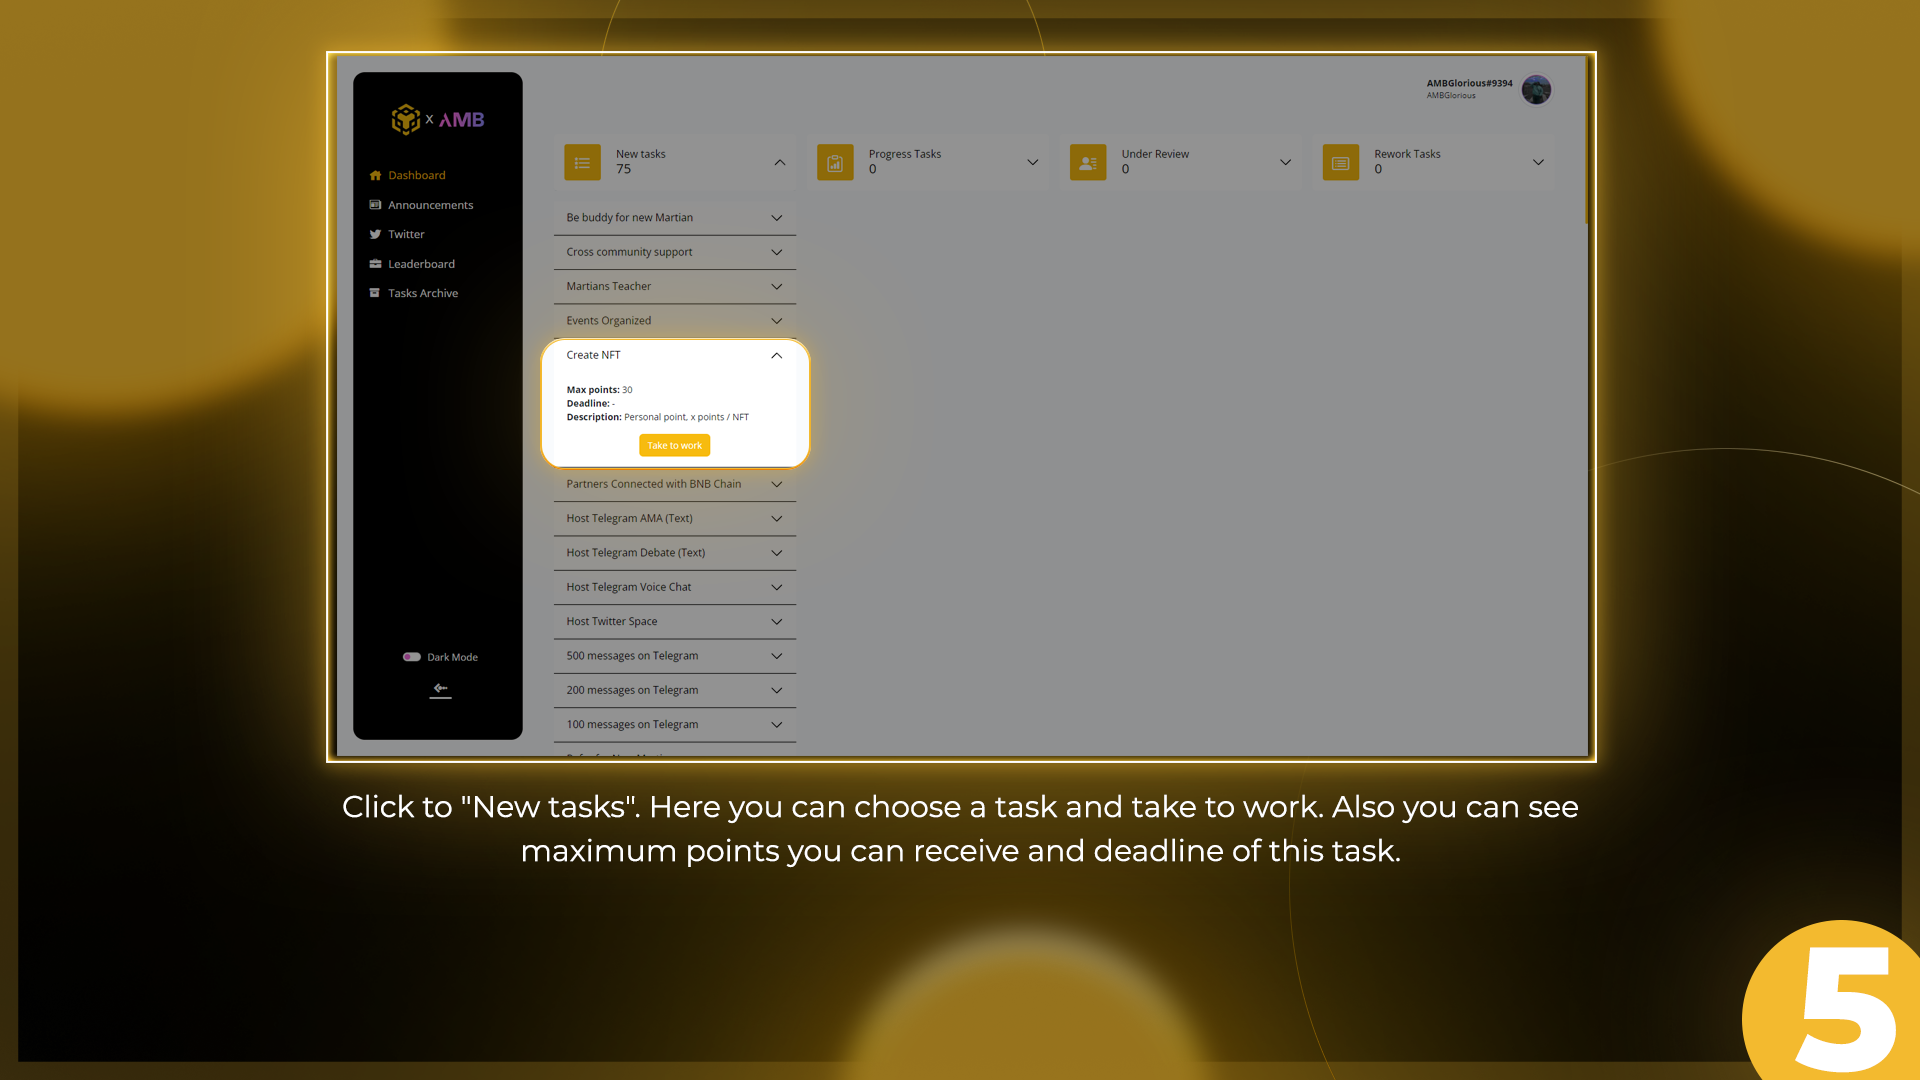 AMBGlorious#9394
AMBGlorious
x AMB
Dashboard
Announcements
Twitter
Leaderboard
Tasks Archive
Dark Mode
New tasks
75
Progress Tasks
0
Under Review
0
Rework Tasks
0
Be buddy for new Martian
Cross community support
Martians Teacher
Events Organized
Create NFT
Max points: 30
Deadline: -
Description: Personal point, x points / NFT
Take to work
Partners Connected with BNB Chain
Host Telegram AMA (Text)
Host Telegram Debate (Text)
Host Telegram Voice Chat
Host Twitter Space
500 messages on Telegram
200 messages on Telegram
100 messages on Telegram
Click to "New tasks". Here you can choose a task and take to work. Also you can see
maximum points you can receive and deadline of this task.
5